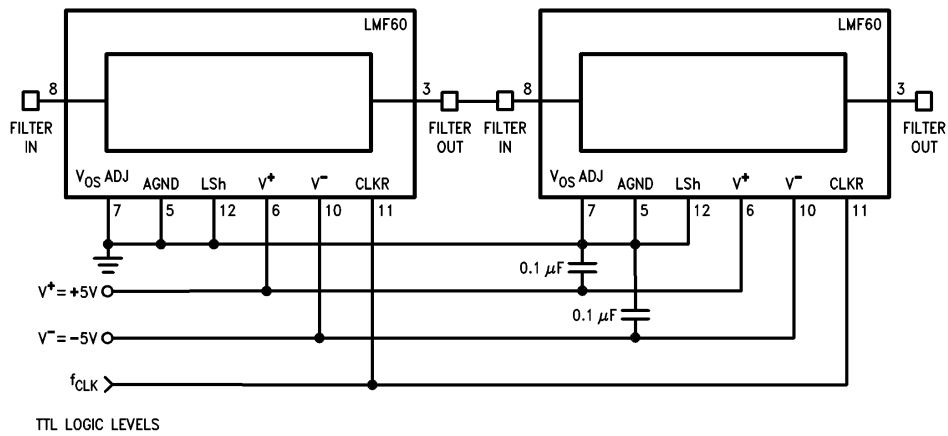 LMF60
LMF60
8
3
8
3
FILTER IN
FILTER OUT
FILTER IN
FILTER OUT
VOS ADJ AGND LSh V+ V- CLKR
VOS ADJ AGND LSh V+ V- CLKR
7 5 12 6 10 11
7 5 12 6 10 11
0.1 μF
V+ = +5V
0.1 μF
V- = -5V
fCLK
TTL LOGIC LEVELS